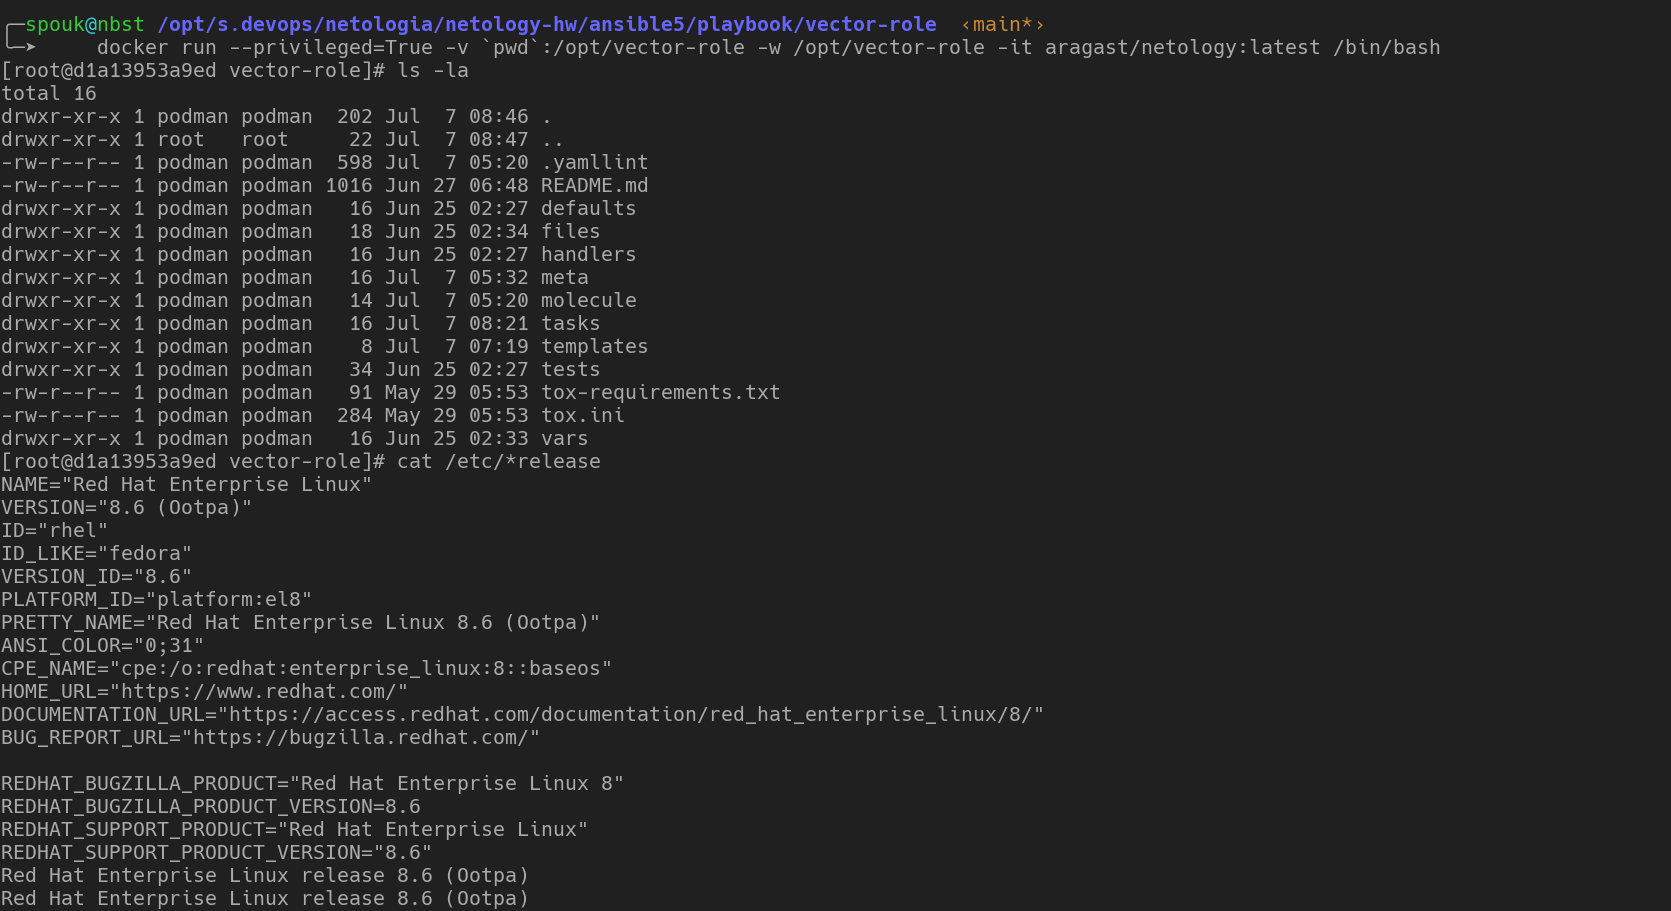 ╭─spouk@nbst /opt/s.devops/netologia/netology-hw/ansible5/playbook/vector-role  ‹main*›
╰─➤     docker run --privileged=True -v `pwd`:/opt/vector-role -w /opt/vector-role -it aragast/netology:latest /bin/bash
[root@d1a13953a9ed vector-role]# ls -la
total 16
drwxr-xr-x 1 podman podman  202 Jul  7 08:46 .
drwxr-xr-x 1 root   root     22 Jul  7 08:47 ..
-rw-r--r-- 1 podman podman  598 Jul  7 05:20 .yamllint
-rw-r--r-- 1 podman podman 1016 Jun 27 06:48 README.md
drwxr-xr-x 1 podman podman   16 Jun 25 02:27 defaults
drwxr-xr-x 1 podman podman   18 Jun 25 02:34 files
drwxr-xr-x 1 podman podman   16 Jun 25 02:27 handlers
drwxr-xr-x 1 podman podman   16 Jul  7 05:32 meta
drwxr-xr-x 1 podman podman   14 Jul  7 05:20 molecule
drwxr-xr-x 1 podman podman   16 Jul  7 08:21 tasks
drwxr-xr-x 1 podman podman    8 Jul  7 07:19 templates
drwxr-xr-x 1 podman podman   34 Jun 25 02:27 tests
-rw-r--r-- 1 podman podman   91 May 29 05:53 tox-requirements.txt
-rw-r--r-- 1 podman podman  284 May 29 05:53 tox.ini
drwxr-xr-x 1 podman podman   16 Jun 25 02:33 vars
[root@d1a13953a9ed vector-role]# cat /etc/*release
NAME="Red Hat Enterprise Linux"
VERSION="8.6 (Ootpa)"
ID="rhel"
ID_LIKE="fedora"
VERSION_ID="8.6"
PLATFORM_ID="platform:el8"
PRETTY_NAME="Red Hat Enterprise Linux 8.6 (Ootpa)"
ANSI_COLOR="0;31"
CPE_NAME="cpe:/o:redhat:enterprise_linux:8::baseos"
HOME_URL="https://www.redhat.com/"
DOCUMENTATION_URL="https://access.redhat.com/documentation/red_hat_enterprise_linux/8/"
BUG_REPORT_URL="https://bugzilla.redhat.com/"

REDHAT_BUGZILLA_PRODUCT="Red Hat Enterprise Linux 8"
REDHAT_BUGZILLA_PRODUCT_VERSION=8.6
REDHAT_SUPPORT_PRODUCT="Red Hat Enterprise Linux"
REDHAT_SUPPORT_PRODUCT_VERSION="8.6"
Red Hat Enterprise Linux release 8.6 (Ootpa)
Red Hat Enterprise Linux release 8.6 (Ootpa)